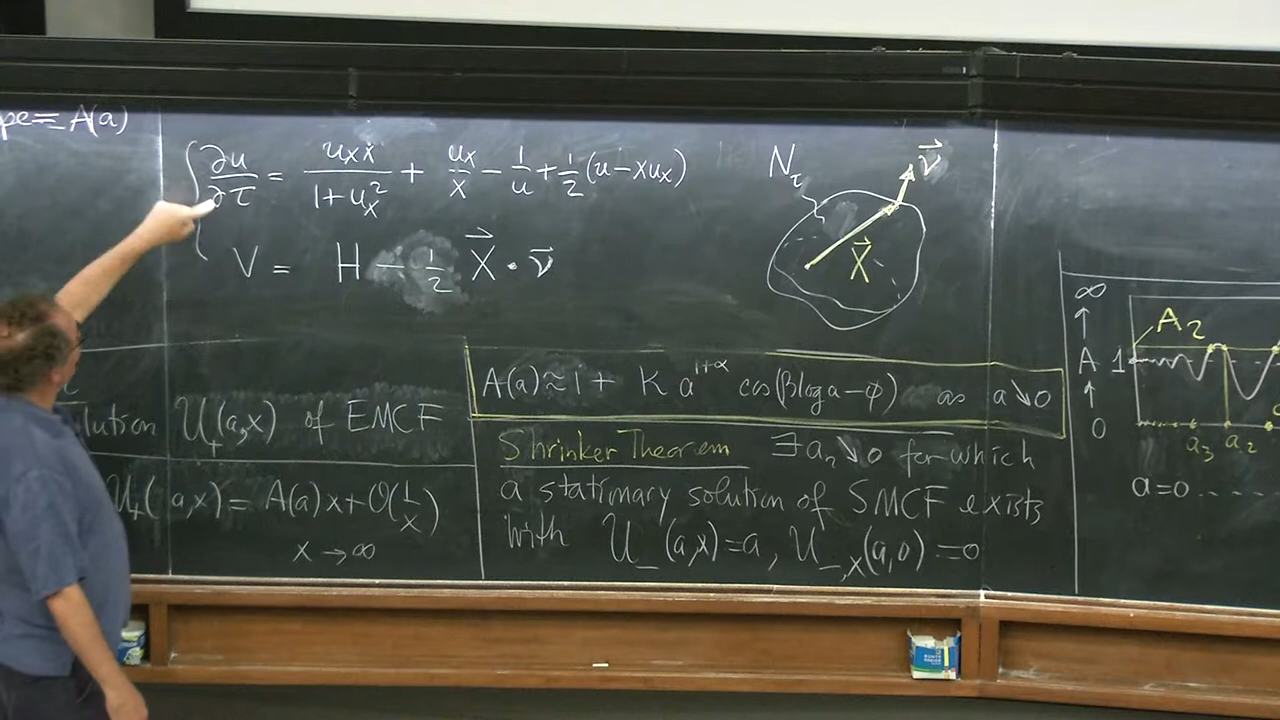 pe = A(a)
∂u/∂τ = u_xx/(1+u_x^2) + u_x/x − 1/u + 1/2 (u − x u_x)
V = H − 1/2 X⃗ · ν⃗
N_τ
ν⃗
X⃗
lution U_+(a,x) of EMCF
U_+(a,x) = A(a)x + O(1/x)
x → ∞
A(a) ≈ 1 + K a^{1+α} cos(β log a − φ) as a ↘ 0
Shrinker Theorem ∃ a_n ↘ 0 for which
a stationary solution of SMCF exists
with U_−(a,x) = a, U_{−,x}(a,0) = 0
∞
↑
A 1
↑
0
A_2
a_3 a_2
a=0 ....